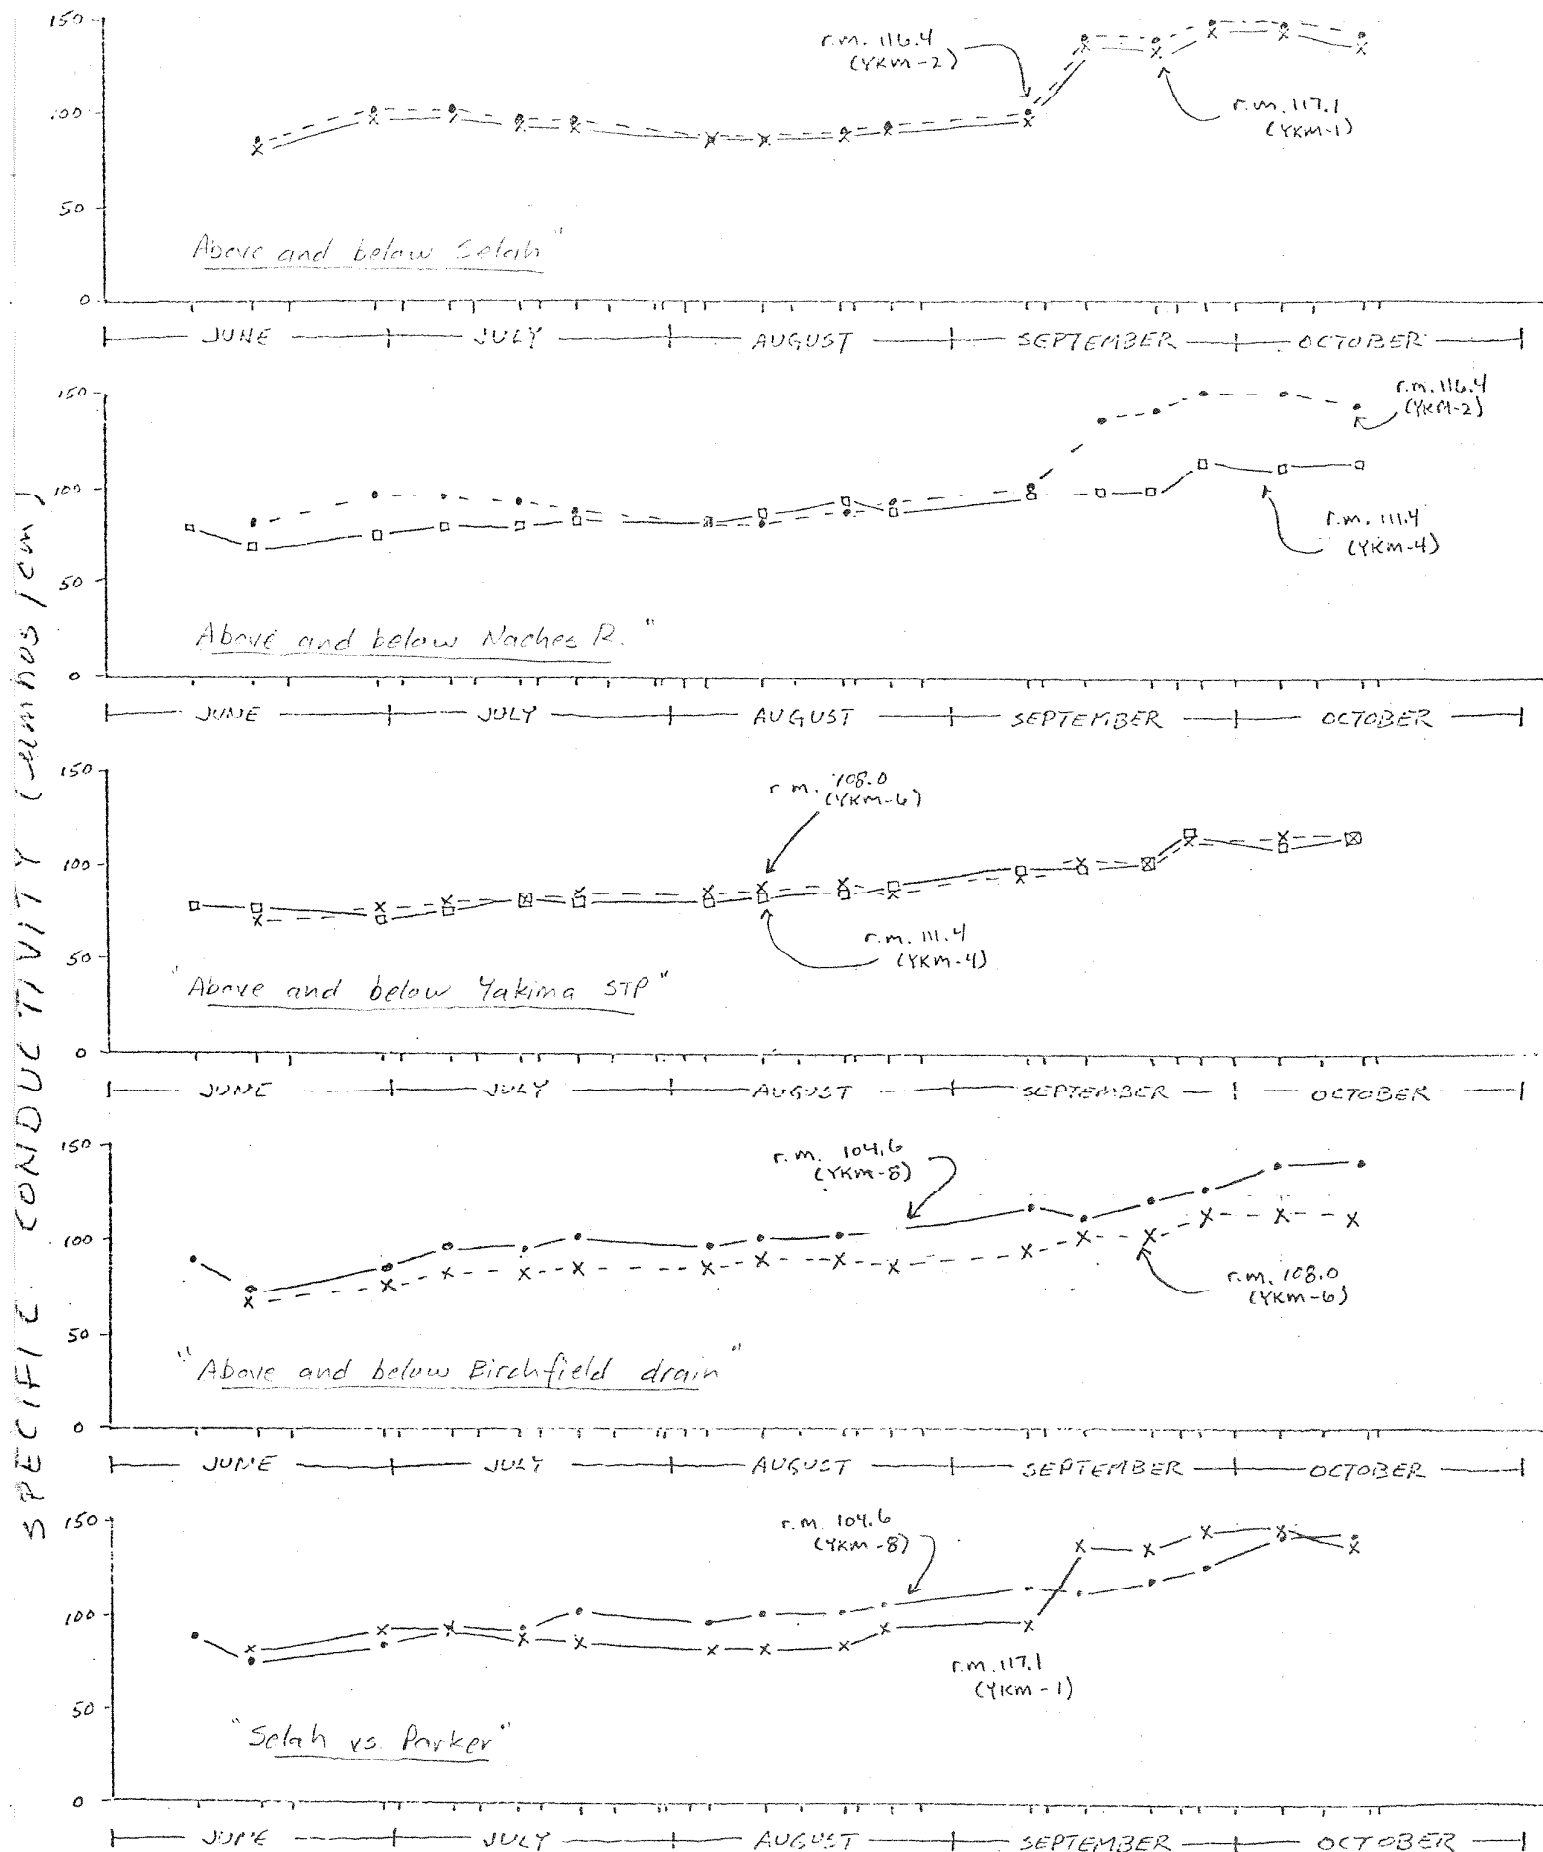 SPECIFIC CONDUCTIVITY (umhos/cm)
150
100
50
0
r.m. 116.4
(YKM-2)
r.m. 117.1
(YKM-1)
Above and below Selah"
JUNE JULY AUGUST SEPTEMBER OCTOBER
150
100
50
0
r.m. 116.4
(YKM-2)
r.m. 111.4
(YKM-4)
Above and below Naches R."
JUNE JULY AUGUST SEPTEMBER OCTOBER
150
100
50
0
r.m. 108.0
(YKM-6)
r.m. 111.4
(YKM-4)
"Above and below Yakima STP"
JUNE JULY AUGUST SEPTEMBER OCTOBER
150
100
50
0
r.m. 104.6
(YKM-8)
r.m. 108.0
(YKM-6)
"Above and below Birchfield drain"
JUNE JULY AUGUST SEPTEMBER OCTOBER
150
100
50
0
r.m. 104.6
(YKM-8)
r.m. 117.1
(YKM-1)
"Selah vs. Parker"
JUNE JULY AUGUST SEPTEMBER OCTOBER